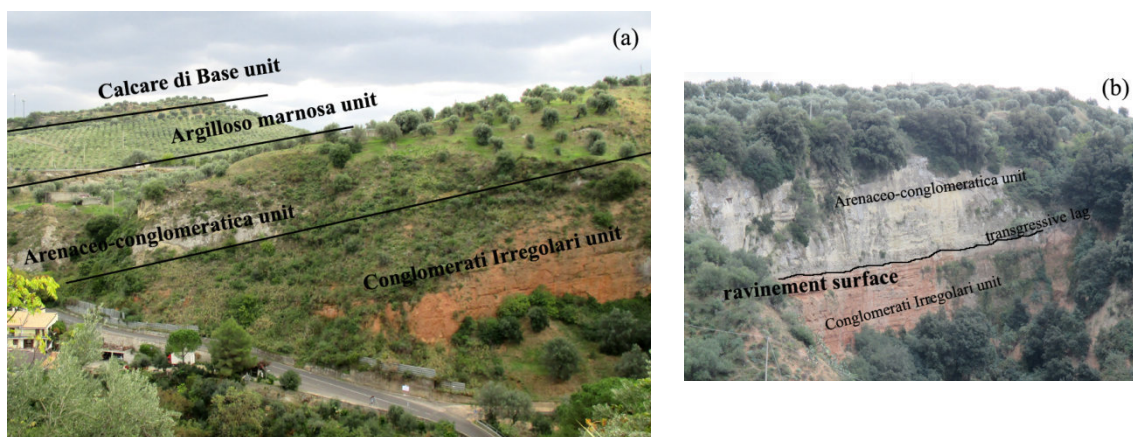 (a)
Calcare di Base unit
Argilloso marnosa unit
Arenaceo-conglomeratica unit
Conglomerati Irregolari unit
(b)
Arenaceo-conglomeratica unit
transgressive lag
ravinement surface
Conglomerati Irregolari unit